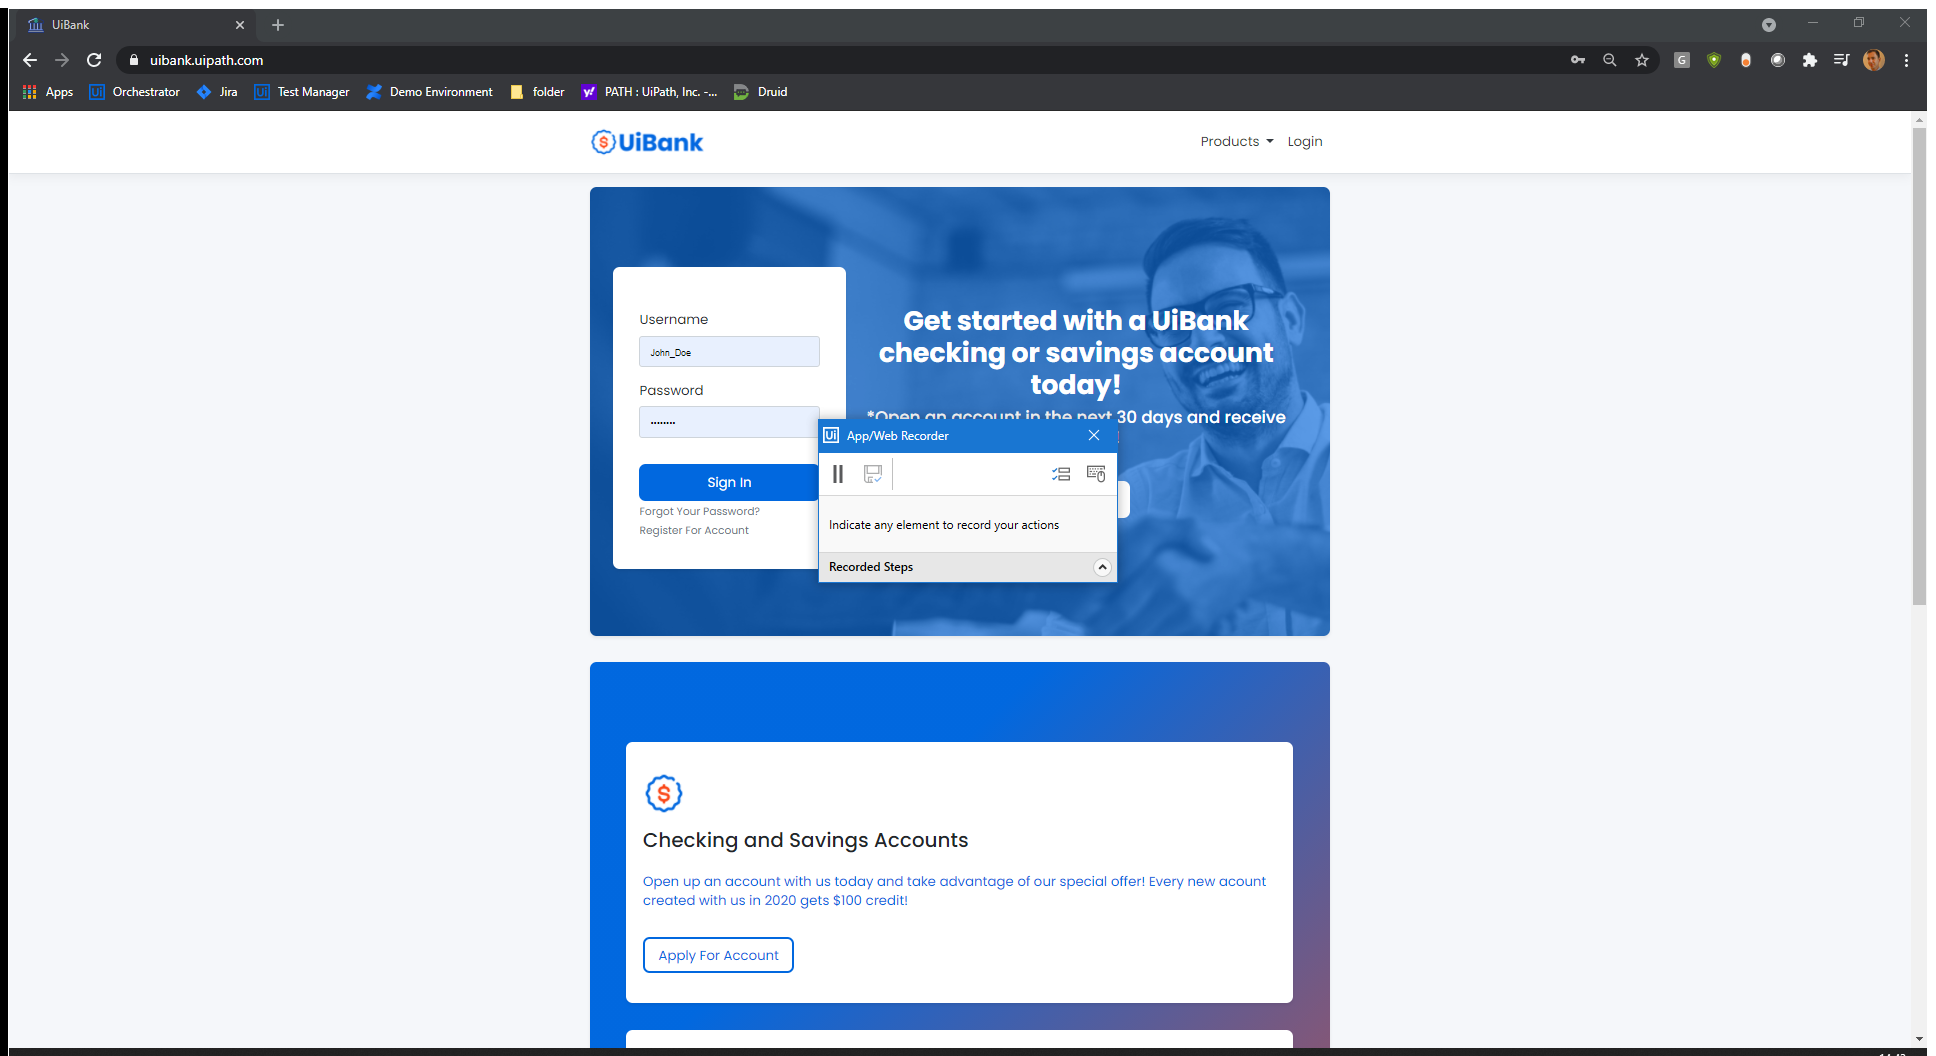 UiBank
uibank.uipath.com
G
Apps
Ui
Orchestrator
Jira
Ui
Test Manager
Demo Environment
folder
y!
PATH : UiPath, Inc. -...
Druid
$ UiBank
Products
Login
Username
John_Doe
Password
Sign In
Forgot Your Password?
Register For Account
Get started with a UiBank
checking or savings account
today!
*Open an account in the next 30 days and receive
Ui App/Web Recorder
Indicate any element to record your actions
Recorded Steps
$
Checking and Savings Accounts
Open up an account with us today and take advantage of our special offer! Every new acount
created with us in 2020 gets $100 credit!
Apply For Account